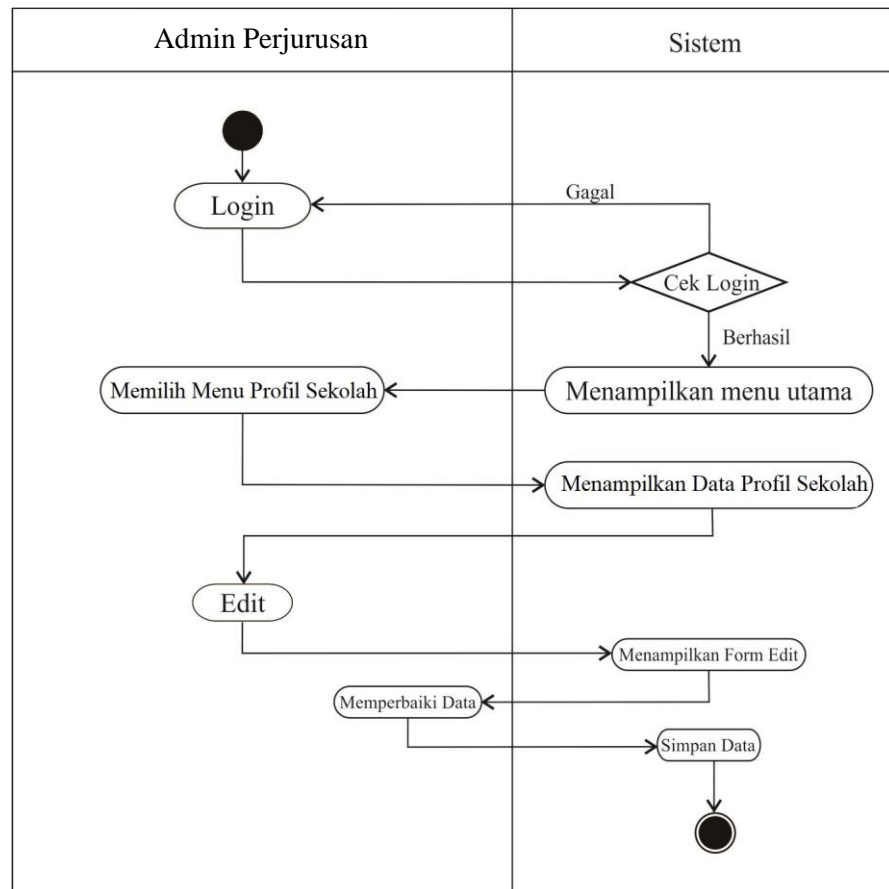 Admin Perjurusan
Sistem
Login
Gagal
Cek Login
Berhasil
Menampilkan menu utama
Memilih Menu Profil Sekolah
Menampilkan Data Profil Sekolah
Edit
Menampilkan Form Edit
Memperbaiki Data
Simpan Data